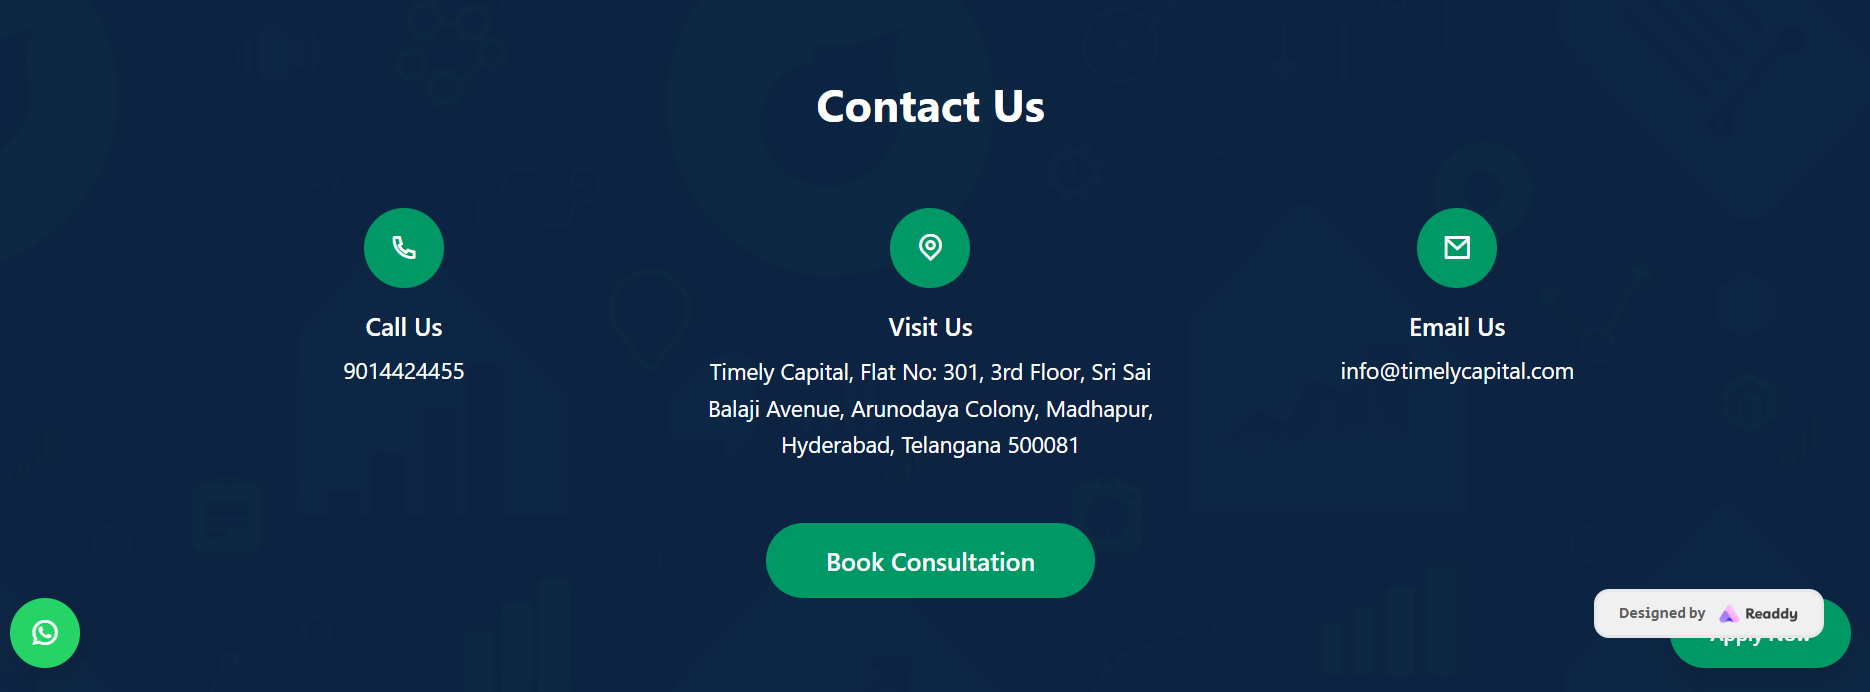 Contact Us
Call Us
9014424455
Visit Us
Timely Capital, Flat No: 301, 3rd Floor, Sri Sai
Balaji Avenue, Arunodaya Colony, Madhapur,
Hyderabad, Telangana 500081
Email Us
info@timelycapital.com
Book Consultation
Designed by Readdy
Apply Now